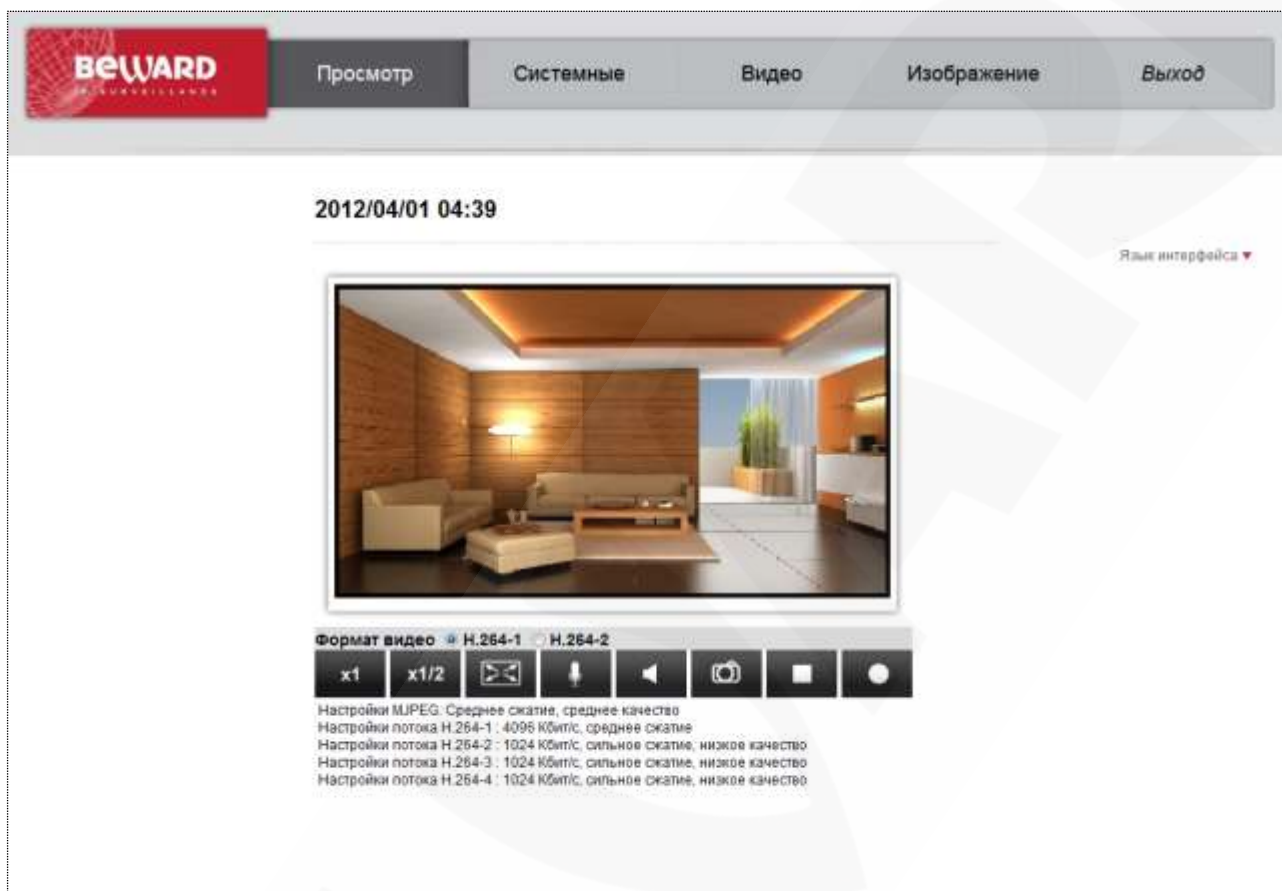 BEWARD
IP SURVEILLANCE
Просмотр
Системные
Видео
Изображение
Выход
2012/04/01 04:39
Язык интерфейса
Формат видео H.264-1 H.264-2
x1 x1/2
Настройки MJPEG: Среднее сжатие, среднее качество
Настройки потока H.264-1 : 4096 Кбит/с, среднее сжатие
Настройки потока H.264-2 : 1024 Кбит/с, сильное сжатие, низкое качество
Настройки потока H.264-3 : 1024 Кбит/с, сильное сжатие, низкое качество
Настройки потока H.264-4 : 1024 Кбит/с, сильное сжатие, низкое качество